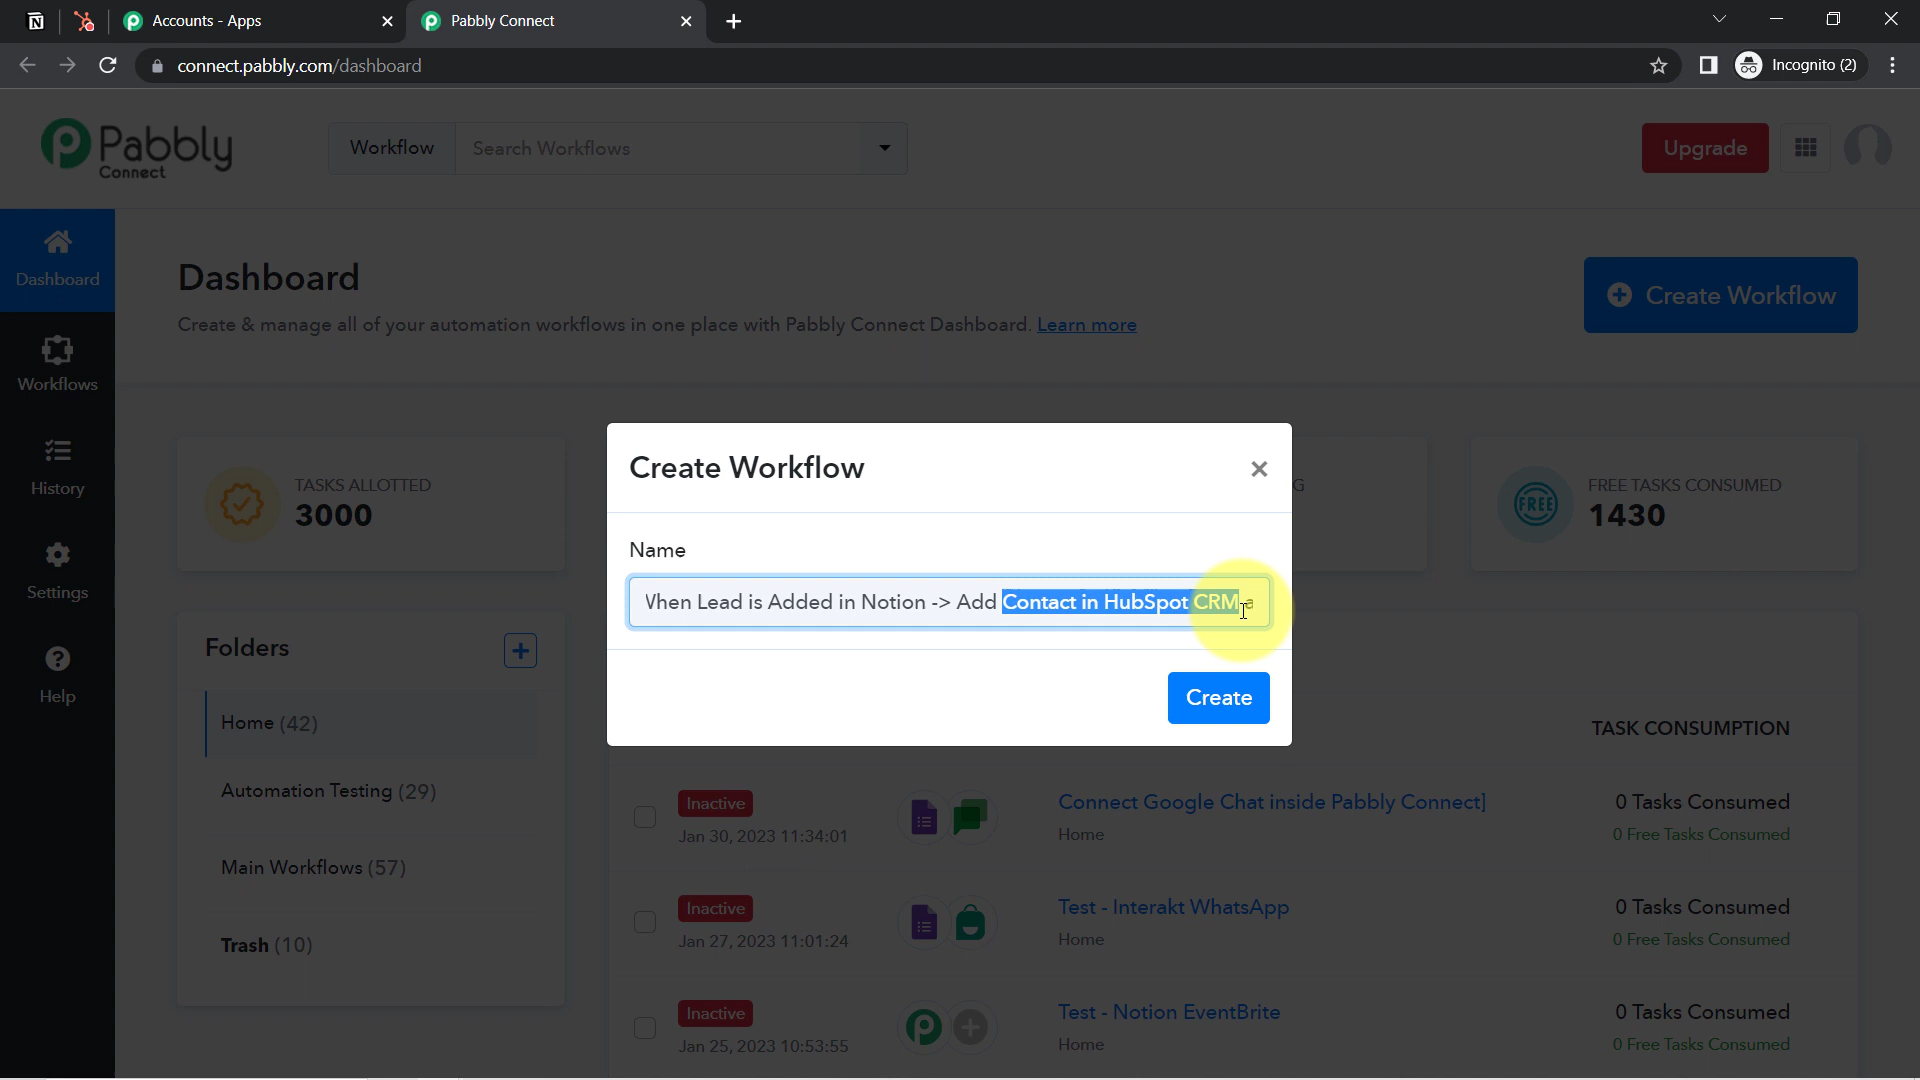 Accounts - Apps
Pabbly Connect
connect.pabbly.com/dashboard
Incognito (2)
Pabbly
Connect
Workflow
Search Workflows
Upgrade
Dashboard
Workflows
History
Settings
Help
Dashboard
Create & manage all of your automation workflows in one place with Pabbly Connect Dashboard. Learn more
Create Workflow
TASKS ALLOTTED
3000
G
FREE
FREE TASKS CONSUMED
1430
Create Workflow
Name
When Lead is Added in Notion -> Add Contact in HubSpot CRM a
Create
Folders
Home (42)
Automation Testing (29)
Main Workflows (57)
Trash (10)
TASK CONSUMPTION
Inactive
Jan 30, 2023 11:34:01
Connect Google Chat inside Pabbly Connect]
Home
0 Tasks Consumed
0 Free Tasks Consumed
Inactive
Jan 27, 2023 11:01:24
Test - Interakt WhatsApp
Home
0 Tasks Consumed
0 Free Tasks Consumed
Inactive
Jan 25, 2023 10:53:55
Test - Notion EventBrite
Home
0 Tasks Consumed
0 Free Tasks Consumed